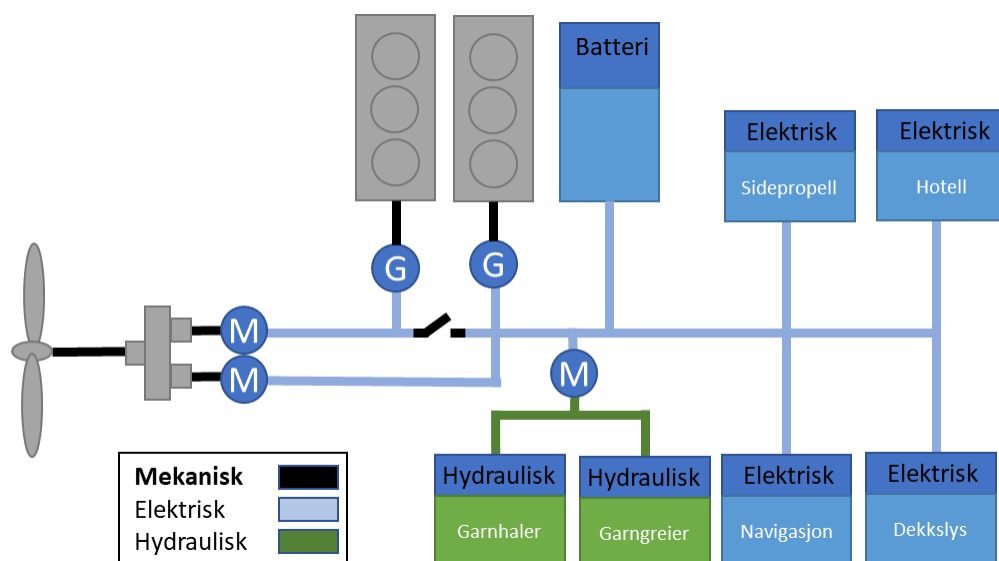 Batteri
Elektrisk
Sidepropell
Elektrisk
Hotell
G
G
M
M
M
Mekanisk
Elektrisk
Hydraulisk
Hydraulisk
Garnhaler
Hydraulisk
Garngreier
Elektrisk
Navigasjon
Elektrisk
Dekkslys